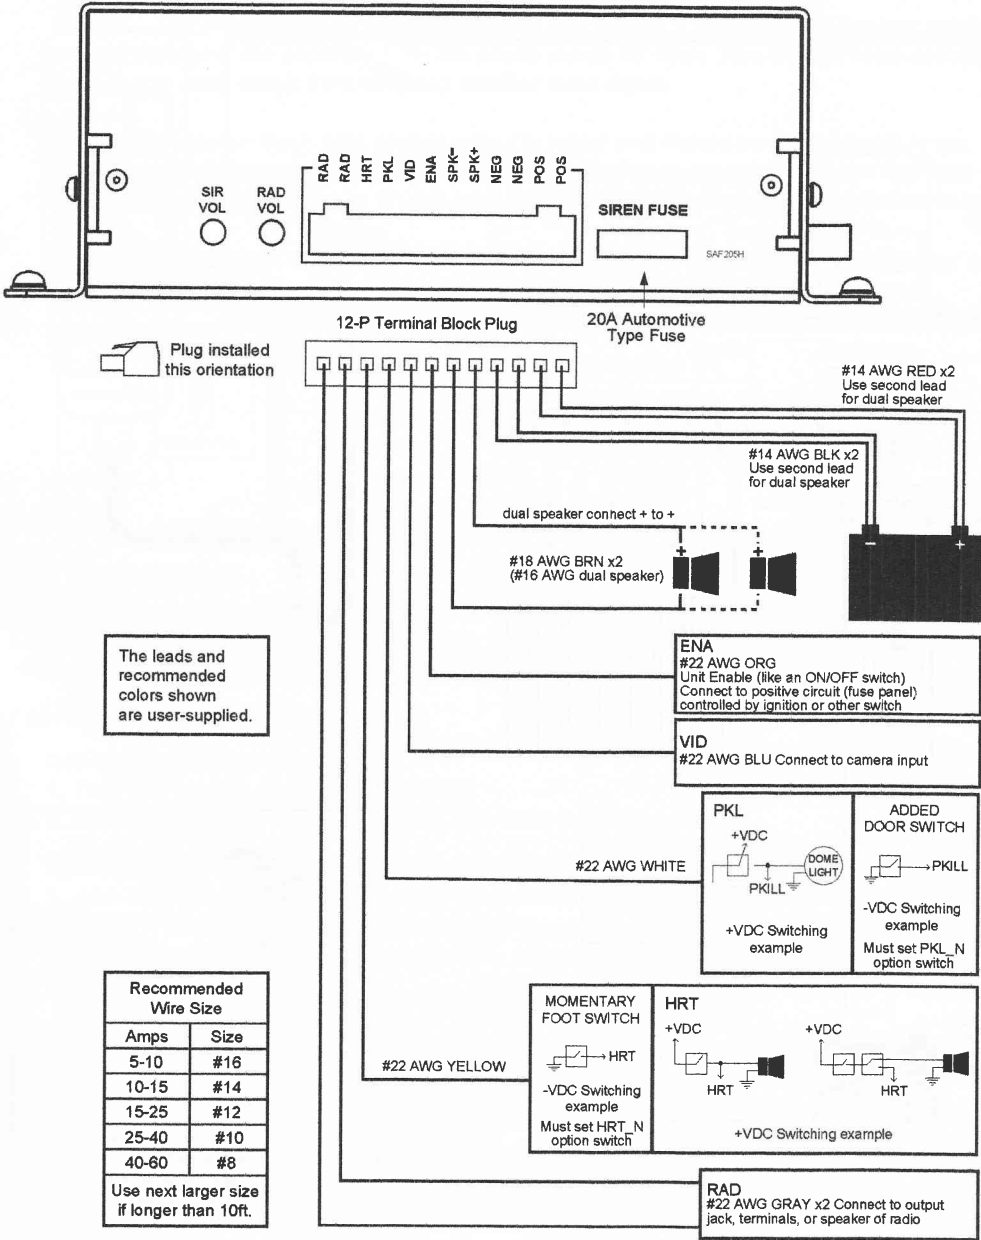 RAD
RAD
HRT
PKL
VID
ENA
SPK-
SPK+
NEG
NEG
POS
POS
SIR
VOL
RAD
VOL
SIREN FUSE
SAF205H
12-P Terminal Block Plug
20A Automotive
Type Fuse
Plug installed
this orientation
#14 AWG RED x2
Use second lead
for dual speaker
#14 AWG BLK x2
Use second lead
for dual speaker
dual speaker connect + to +
#18 AWG BRN x2
(#16 AWG dual speaker)
+
+
-
+
The leads and
recommended
colors shown
are user-supplied.
ENA
#22 AWG ORG
Unit Enable (like an ON/OFF switch)
Connect to positive circuit (fuse panel)
controlled by ignition or other switch
VID
#22 AWG BLU Connect to camera input
#22 AWG WHITE
PKL
+VDC
DOME
LIGHT
PKILL
+VDC Switching
example
ADDED
DOOR SWITCH
PKILL
-VDC Switching
example
Must set PKL_N
option switch
Recommended
Wire Size
Amps Size
5-10 #16
10-15 #14
15-25 #12
25-40 #10
40-60 #8
Use next larger size
if longer than 10ft.
#22 AWG YELLOW
MOMENTARY
FOOT SWITCH
HRT
-VDC Switching
example
Must set HRT_N
option switch
HRT
+VDC
HRT
+VDC
HRT
+VDC Switching example
RAD
#22 AWG GRAY x2 Connect to output
jack, terminals, or speaker of radio